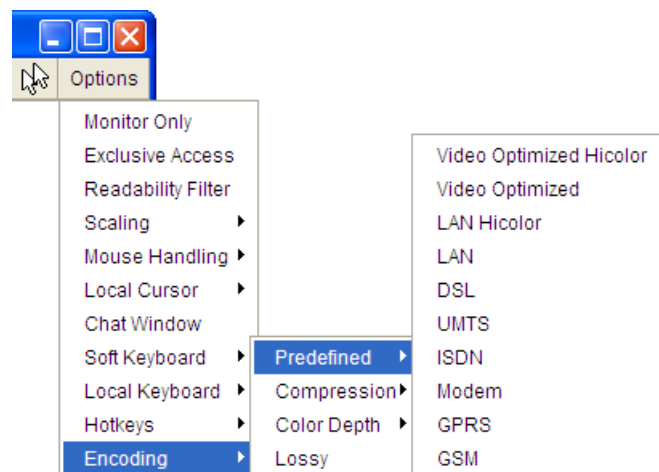 Options
Monitor Only
Exclusive Access
Readability Filter
Scaling
Mouse Handling
Local Cursor
Chat Window
Soft Keyboard
Local Keyboard
Hotkeys
Encoding
Predefined
Compression
Color Depth
Lossy
Video Optimized Hicolor
Video Optimized
LAN Hicolor
LAN
DSL
UMTS
ISDN
Modem
GPRS
GSM